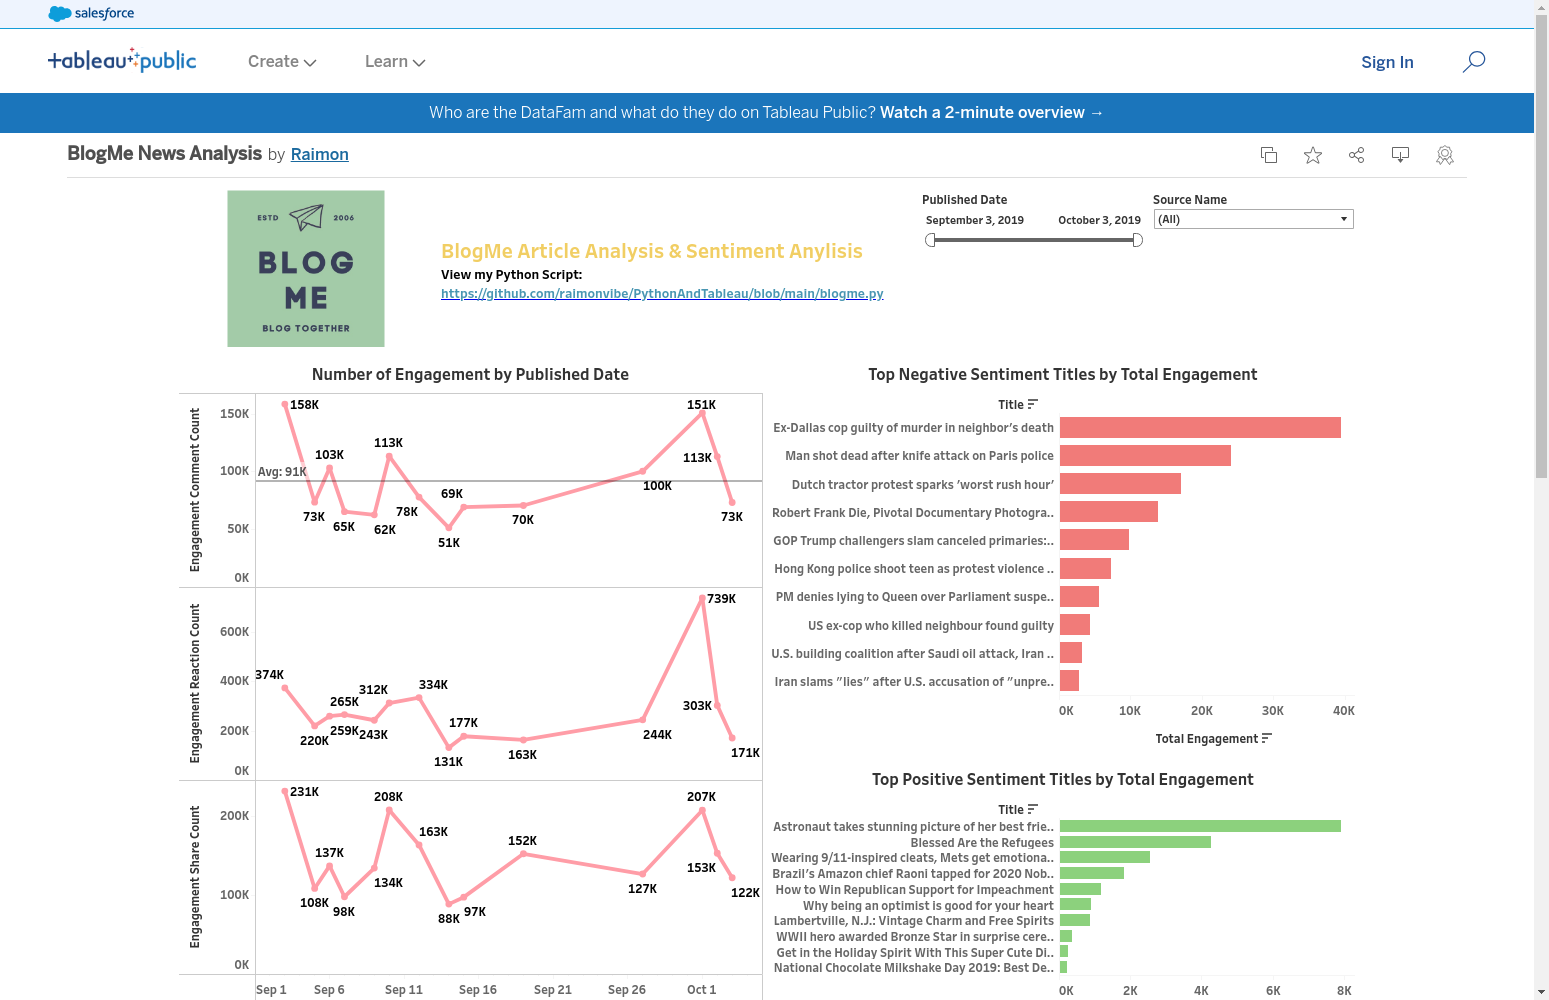 salesforce
+ableau+public
Create
Learn
Sign In
Who are the DataFam and what do they do on Tableau Public? Watch a 2-minute overview →
BlogMe News Analysis by Raimon
ESTD 2006
BLOG
ME
BLOG TOGETHER
BlogMe Article Analysis & Sentiment Anylisis
View my Python Script:
https://github.com/raimonvibe/PythonAndTableau/blob/main/blogme.py
Published Date
September 3, 2019 October 3, 2019
Source Name
(All)
Number of Engagement by Published Date
Engagement Comment Count
150K
100K
50K
0K
Avg: 91K
158K
73K
103K
65K
62K
113K
78K
51K
69K
70K
100K
151K
113K
73K
Engagement Reaction Count
600K
400K
200K
0K
374K
220K
259K
265K
243K
312K
334K
131K
177K
163K
244K
739K
303K
171K
Engagement Share Count
200K
100K
0K
231K
108K
137K
98K
134K
208K
163K
88K
97K
152K
127K
207K
153K
122K
Sep 1 Sep 6 Sep 11 Sep 16 Sep 21 Sep 26 Oct 1
Top Negative Sentiment Titles by Total Engagement
Title
Ex-Dallas cop guilty of murder in neighbor's death
Man shot dead after knife attack on Paris police
Dutch tractor protest sparks 'worst rush hour'
Robert Frank Die, Pivotal Documentary Photogra..
GOP Trump challengers slam canceled primaries:..
Hong Kong police shoot teen as protest violence ..
PM denies lying to Queen over Parliament suspe..
US ex-cop who killed neighbour found guilty
U.S. building coalition after Saudi oil attack, Iran ..
Iran slams "lies" after U.S. accusation of "unpre..
0K 10K 20K 30K 40K
Total Engagement
Top Positive Sentiment Titles by Total Engagement
Title
Astronaut takes stunning picture of her best frie..
Blessed Are the Refugees
Wearing 9/11-inspired cleats, Mets get emotiona..
Brazil's Amazon chief Raoni tapped for 2020 Nob..
How to Win Republican Support for Impeachment
Why being an optimist is good for your heart
Lambertville, N.J.: Vintage Charm and Free Spirits
WWII hero awarded Bronze Star in surprise cere..
Get in the Holiday Spirit With This Super Cute Di..
National Chocolate Milkshake Day 2019: Best De..
0K 2K 4K 6K 8K